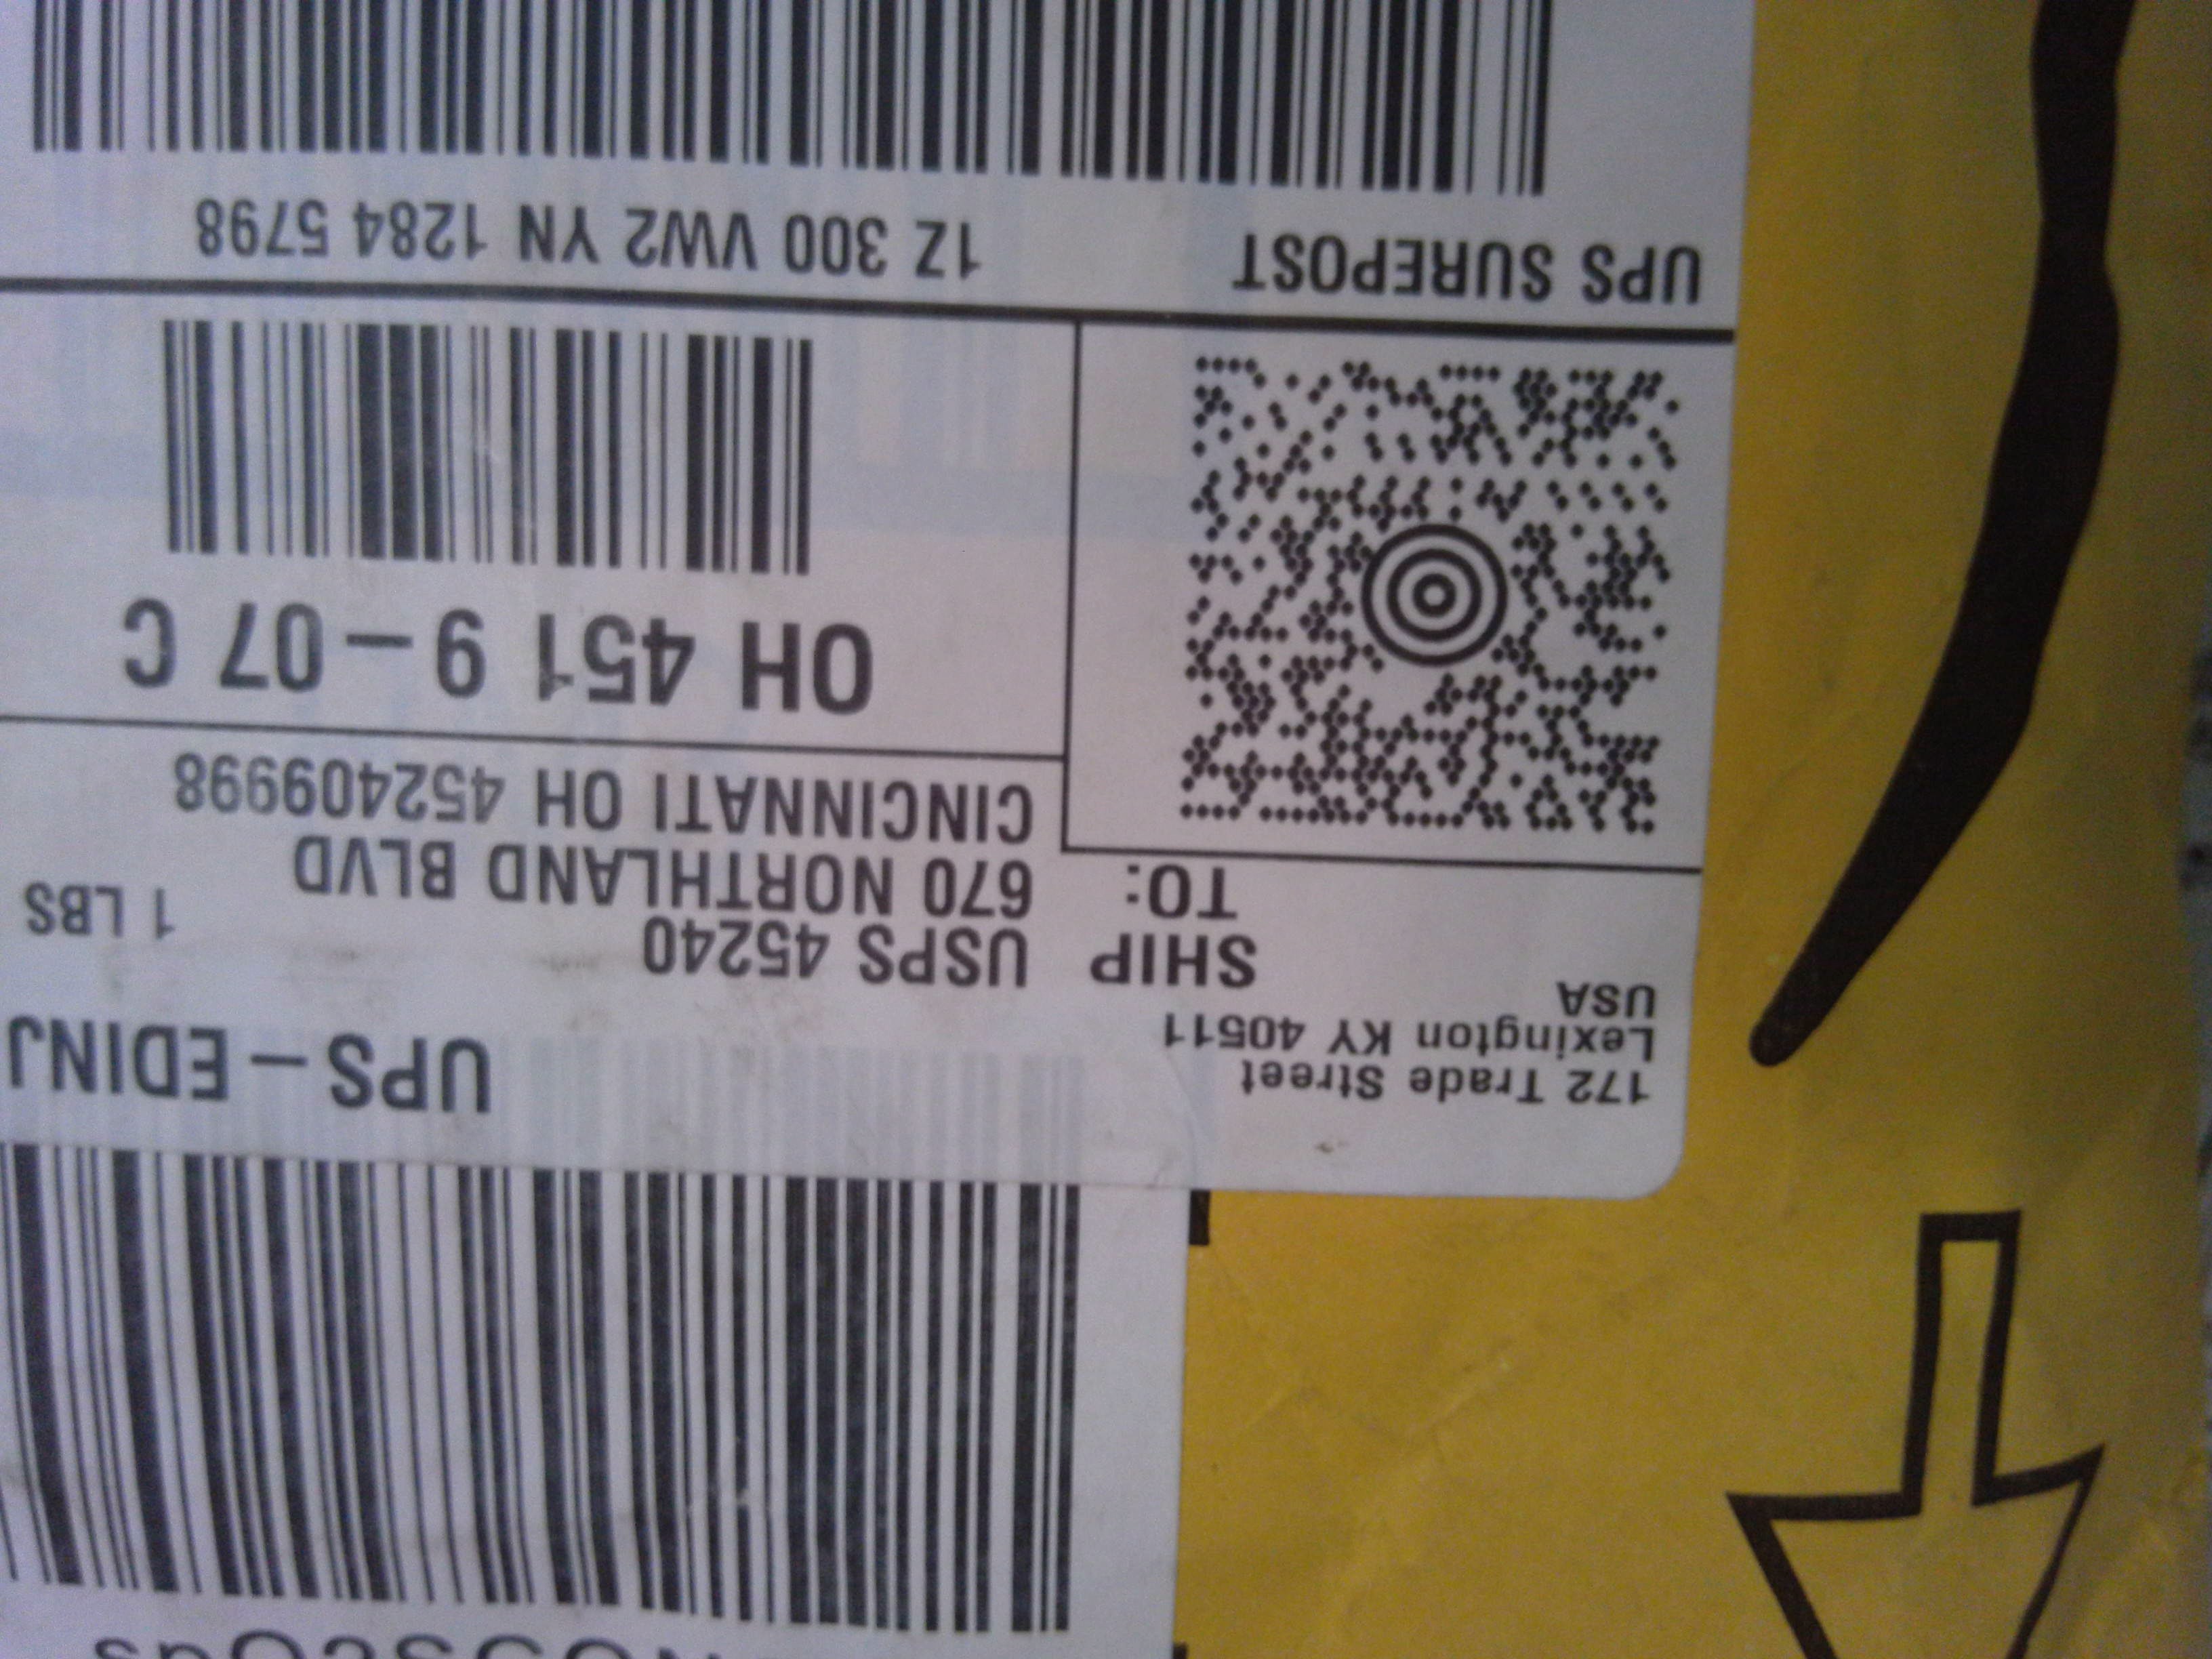 172 Trade Street
Lexington KY 40511
USA
UPS - EDINJ
1 LBS
SHIP TO:
USPS 45240
670 NORTHLAND BLVD
CINCINNATI OH 452409998
OH 451 9 - 07 C
UPS SUREPOST
1Z 300 VW2 YN 1284 5798